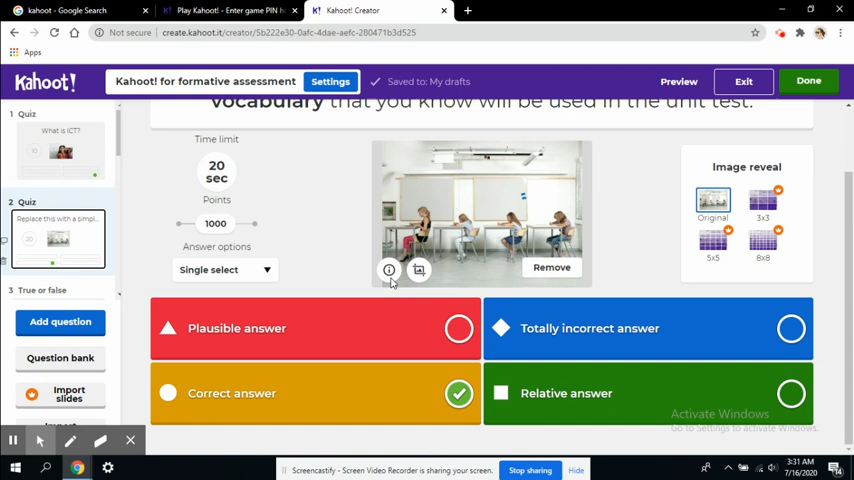 kahoot - Google Search
Play Kahoot! - Enter game PIN h
Kahoot! Creator
Not secure
create.kahoot.it/creator/5b222e30-0afc-4dae-aefc-280471b3d525
Apps
Kahoot!
Kahoot! for formative assessment
Settings
Saved to: My drafts
Preview
Exit
Done
vocabulary that you know will be used in the unit test.
1 Quiz
What is ICT?
2 Quiz
Replace this with a simpl...
20
3 True or false
Add question
Question bank
Import slides
Import
Time limit
20 sec
Points
1000
Answer options
Single select
Remove
Image reveal
Original
3x3
5x5
8x8
Plausible answer
Totally incorrect answer
Correct answer
Relative answer
Activate Windows
Go to Settings to activate Windows.
Screencastify - Screen Video Recorder is sharing your screen.
Stop sharing
Hide
3:31 AM
7/16/2020
14